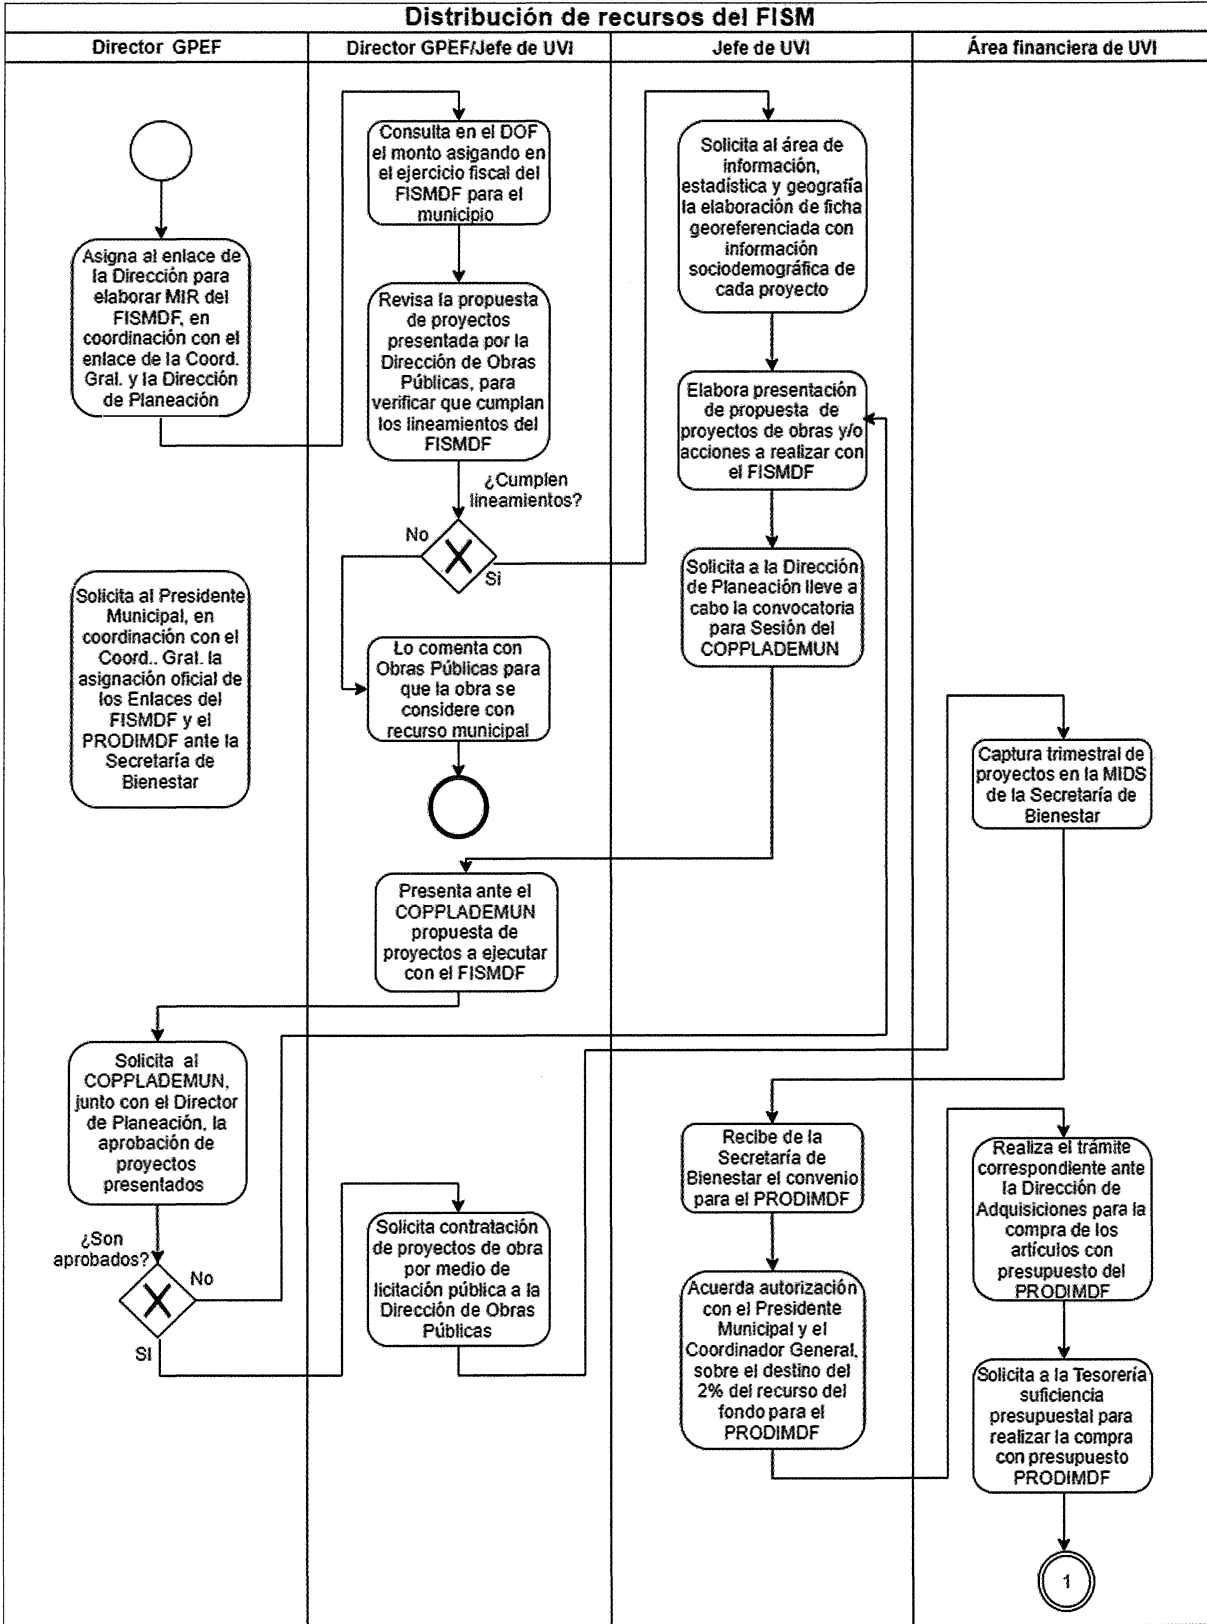 Distribución de recursos del FISM
Director GPEF
Director GPEF/Jefe de UVI
Jefe de UVI
Área financiera de UVI
Asigna al enlace de
la Dirección para
elaborar MIR del
FISMDF, en
coordinación con el
enlace de la Coord.
Gral. y la Dirección
de Planeación
Solicita al Presidente
Municipal, en
coordinación con el
Coord.. Gral. la
asignación oficial de
los Enlaces del
FISMDF y el
PRODIMDF ante la
Secretaría de
Bienestar
Consulta en el DOF
el monto asigando en
el ejercicio fiscal del
FISMDF para el
municipio
Revisa la propuesta
de proyectos
presentada por la
Dirección de Obras
Públicas, para
verificar que cumplan
los lineamientos del
FISMDF
¿Cumplen
lineamientos?
No
Si
Lo comenta con
Obras Públicas para
que la obra se
considere con
recurso municipal
Solicita al área de
información,
estadística y geografía
la elaboración de ficha
georeferenciada con
información
sociodemográfica de
cada proyecto
Elabora presentación
de propuesta de
proyectos de obras y/o
acciones a realizar con
el FISMDF
Solicita a la Dirección
de Planeación lleve a
cabo la convocatoria
para Sesión del
COPPLADEMUN
Presenta ante el
COPPLADEMUN
propuesta de
proyectos a ejecutar
con el FISMDF
Solicita al
COPPLADEMUN,
junto con el Director
de Planeación, la
aprobación de
proyectos
presentados
¿Son
aprobados?
No
SI
Solicita contratación
de proyectos de obra
por medio de
licitación pública a la
Dirección de Obras
Públicas
Captura trimestral de
proyectos en la MIDS
de la Secretaría de
Bienestar
Recibe de la
Secretaría de
Bienestar el convenio
para el PRODIMDF
Acuerda autorización
con el Presidente
Municipal y el
Coordinador General,
sobre el destino del
2% del recurso del
fondo para el
PRODIMDF
Realiza el trámite
correspondiente ante
la Dirección de
Adquisiciones para la
compra de los
artículos con
presupuesto del
PRODIMDF
Solicita a la Tesorería
suficiencia
presupuestal para
realizar la compra
con presupuesto
PRODIMDF
1